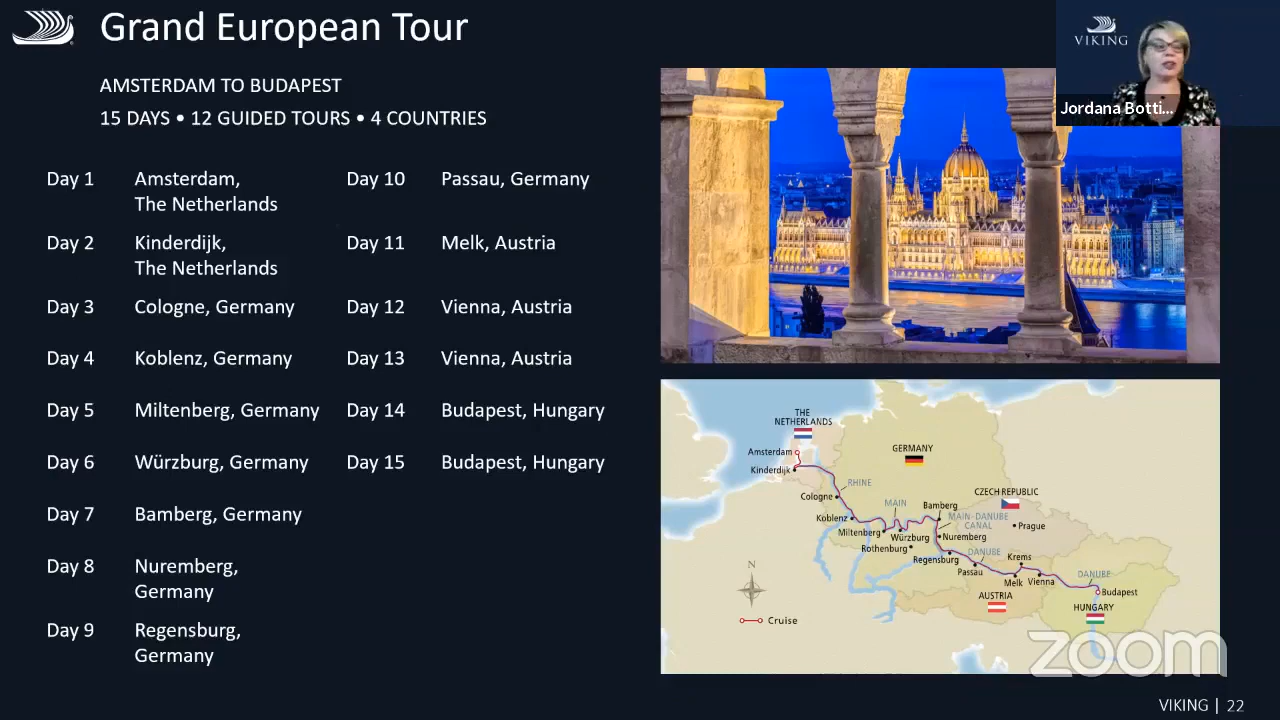 Grand European Tour
AMSTERDAM TO BUDAPEST
15 DAYS • 12 GUIDED TOURS • 4 COUNTRIES
Day 1 Amsterdam,
The Netherlands
Day 2 Kinderdijk,
The Netherlands
Day 3 Cologne, Germany
Day 4 Koblenz, Germany
Day 5 Miltenberg, Germany
Day 6 Würzburg, Germany
Day 7 Bamberg, Germany
Day 8 Nuremberg,
Germany
Day 9 Regensburg,
Germany
Day 10 Passau, Germany
Day 11 Melk, Austria
Day 12 Vienna, Austria
Day 13 Vienna, Austria
Day 14 Budapest, Hungary
Day 15 Budapest, Hungary
VIKING
Jordana Botti...
THE
NETHERLANDS
Amsterdam
Kinderdijk
GERMANY
RHINE
Cologne
MAIN
Bamberg
CZECH REPUBLIC
Koblenz
MAIN-DANUBE
CANAL
Prague
Miltenberg
Würzburg
Nuremberg
Rothenburg
Regensburg
DANUBE
Krems
Passau
Melk
Vienna
DANUBE
Budapest
AUSTRIA
HUNGARY
N
Cruise
zoom
VIKING | 22